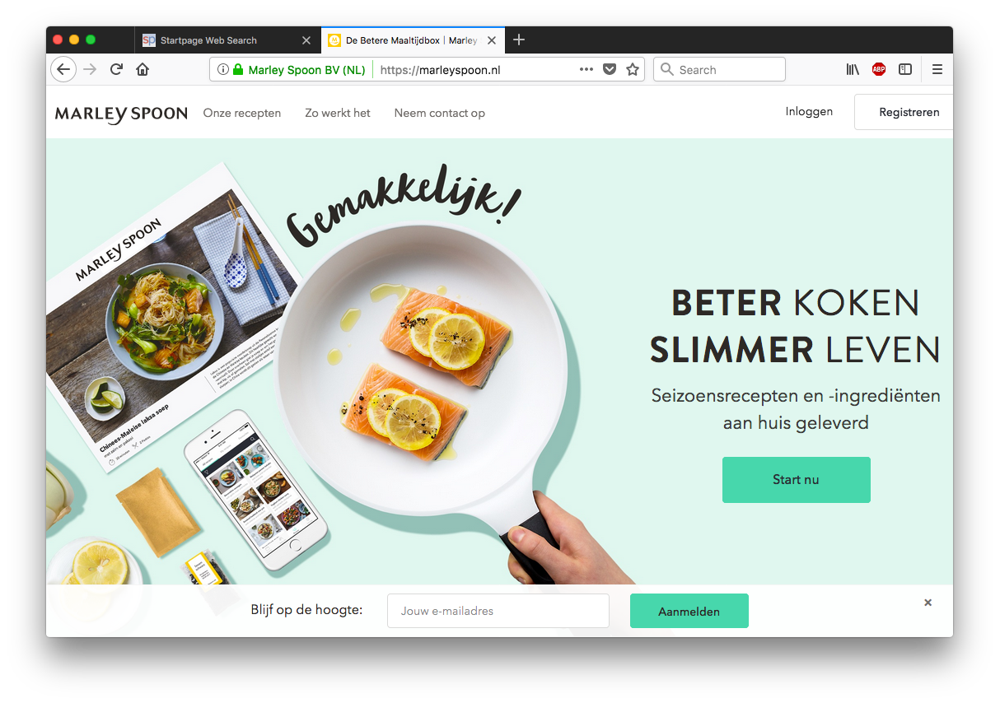 Startpage Web Search
De Betere Maaltijdbox | Marley
Marley Spoon BV (NL)
https://marleyspoon.nl
Search
ABP
MARLEY SPOON
Onze recepten
Zo werkt het
Neem contact op
Inloggen
Registreren
Gemakkelijk!
MARLEY SPOON
Chinees-Maleise laksa soep
BETER KOKEN
SLIMMER LEVEN
Seizoensrecepten en -ingrediënten
aan huis geleverd
Start nu
Blijf op de hoogte:
Jouw e-mailadres
Aanmelden